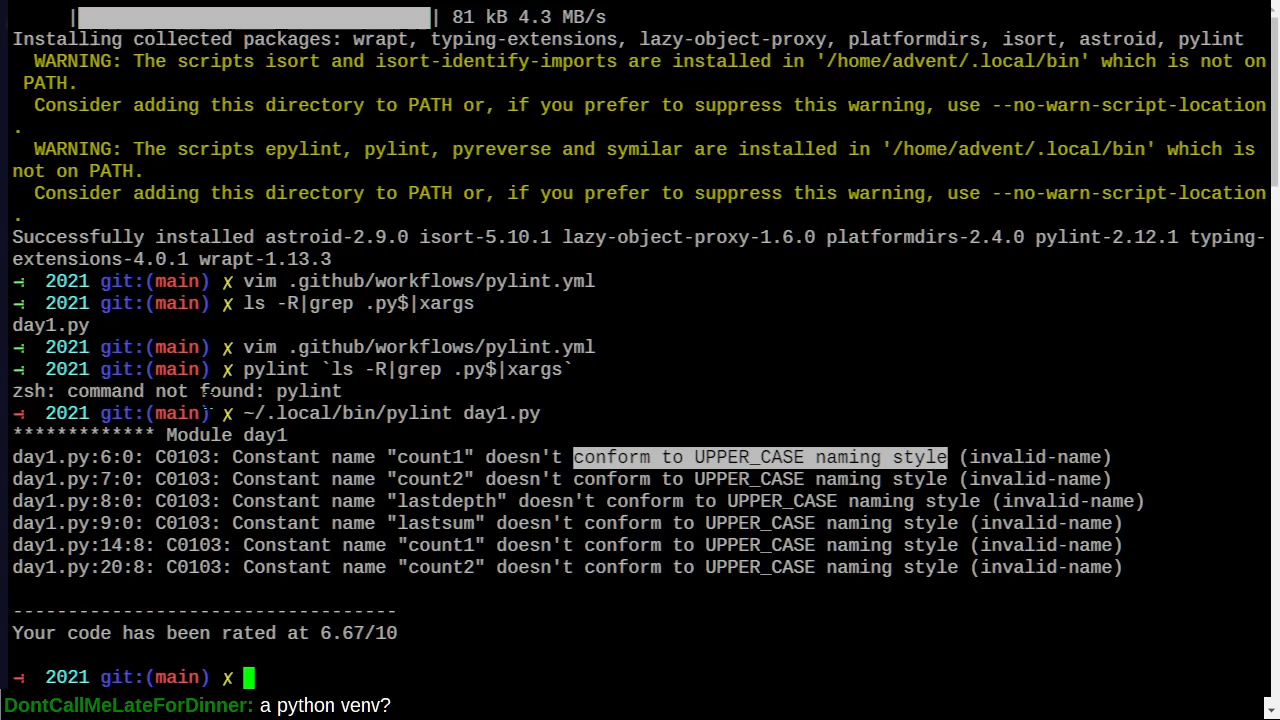 |                                | 81 kB 4.3 MB/s
Installing collected packages: wrapt, typing-extensions, lazy-object-proxy, platformdirs, isort, astroid, pylint
  WARNING: The scripts isort and isort-identify-imports are installed in '/home/advent/.local/bin' which is not on
 PATH.
  Consider adding this directory to PATH or, if you prefer to suppress this warning, use --no-warn-script-location
.
  WARNING: The scripts epylint, pylint, pyreverse and symilar are installed in '/home/advent/.local/bin' which is
not on PATH.
  Consider adding this directory to PATH or, if you prefer to suppress this warning, use --no-warn-script-location
.
Successfully installed astroid-2.9.0 isort-5.10.1 lazy-object-proxy-1.6.0 platformdirs-2.4.0 pylint-2.12.1 typing-
extensions-4.0.1 wrapt-1.13.3
→  2021 git:(main) ✗ vim .github/workflows/pylint.yml
→  2021 git:(main) ✗ ls -R|grep .py$|xargs
day1.py
→  2021 git:(main) ✗ vim .github/workflows/pylint.yml
→  2021 git:(main) ✗ pylint `ls -R|grep .py$|xargs`
zsh: command not found: pylint
→  2021 git:(main) ✗ ~/.local/bin/pylint day1.py
************* Module day1
day1.py:6:0: C0103: Constant name "count1" doesn't conform to UPPER_CASE naming style (invalid-name)
day1.py:7:0: C0103: Constant name "count2" doesn't conform to UPPER_CASE naming style (invalid-name)
day1.py:8:0: C0103: Constant name "lastdepth" doesn't conform to UPPER_CASE naming style (invalid-name)
day1.py:9:0: C0103: Constant name "lastsum" doesn't conform to UPPER_CASE naming style (invalid-name)
day1.py:14:8: C0103: Constant name "count1" doesn't conform to UPPER_CASE naming style (invalid-name)
day1.py:20:8: C0103: Constant name "count2" doesn't conform to UPPER_CASE naming style (invalid-name)
-----------------------------------
Your code has been rated at 6.67/10
→  2021 git:(main) ✗
DontCallMeLateForDinner: a python venv?